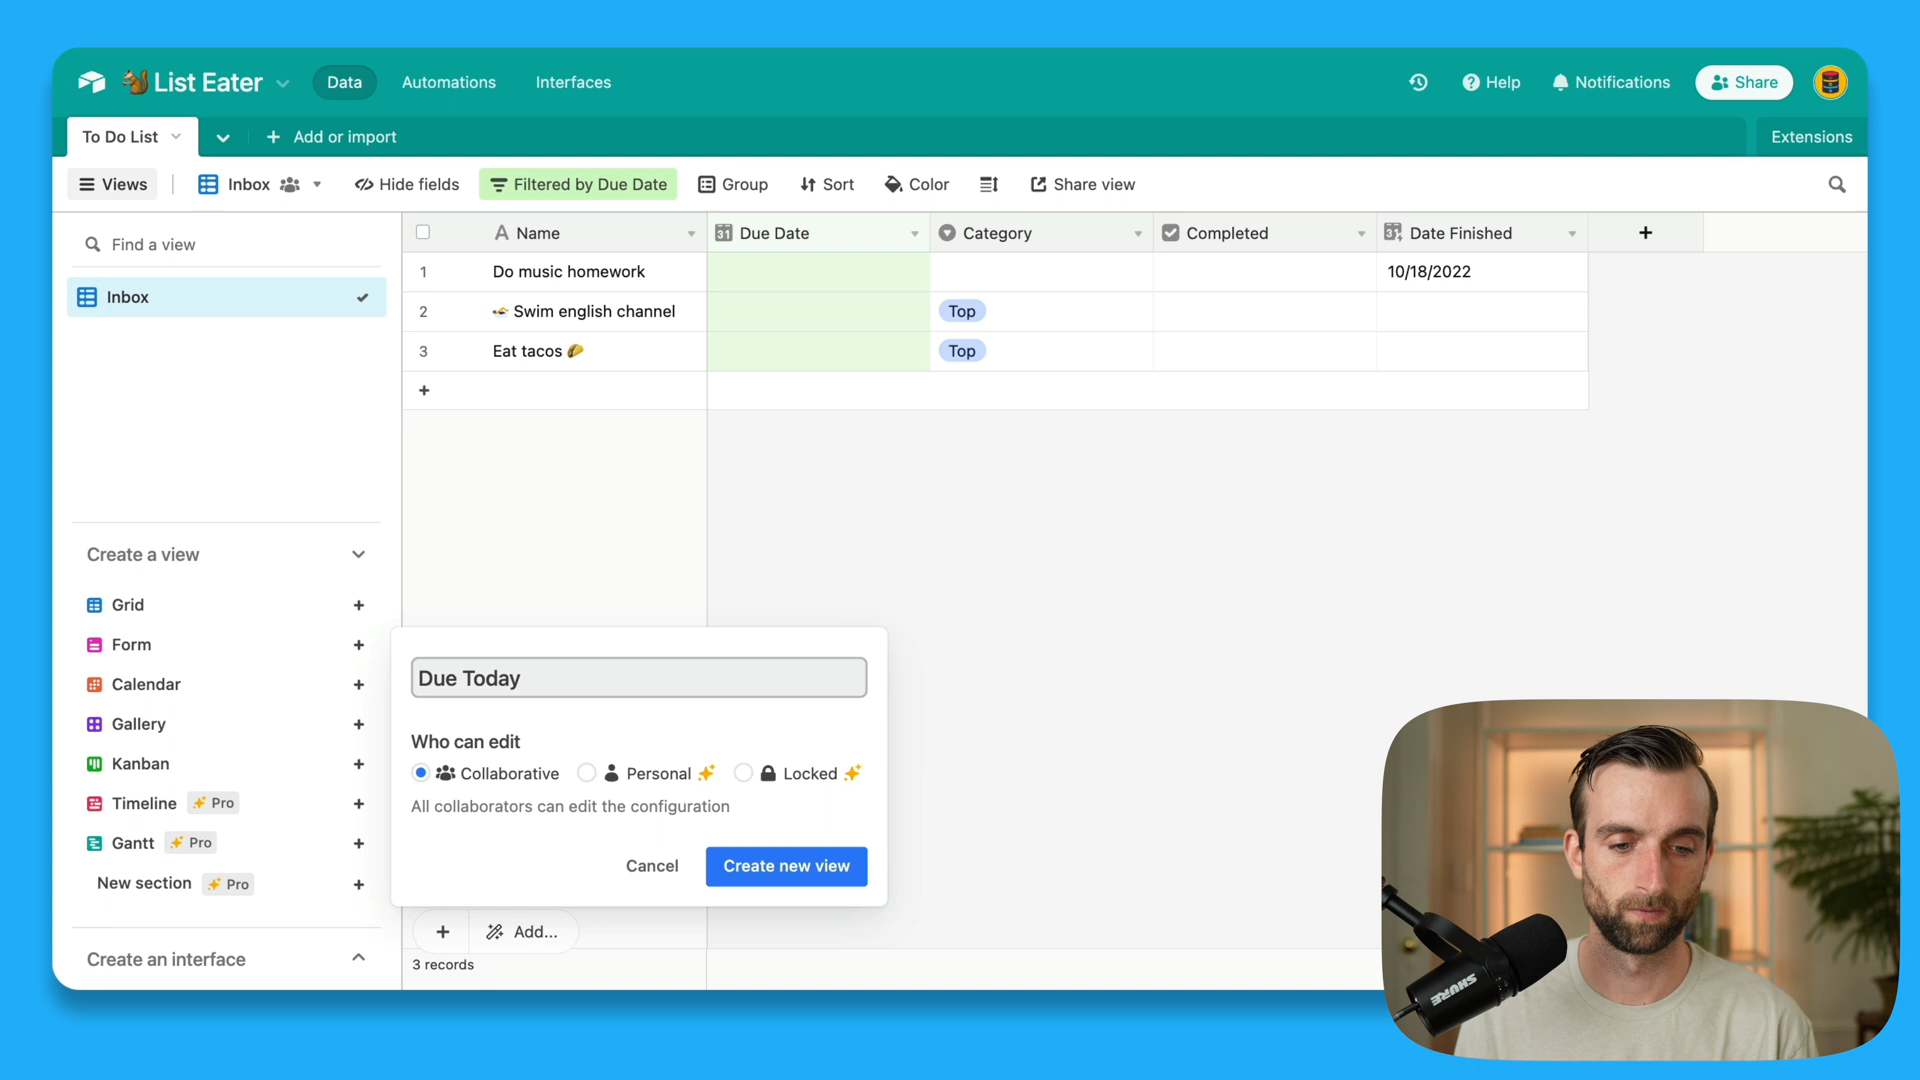 List Eater
Data
Automations
Interfaces
Help
Notifications
Share
To Do List
Add or import
Extensions
Views
Inbox
Hide fields
Filtered by Due Date
Group
Sort
Color
Share view
Find a view
Name
Due Date
Category
Completed
Date Finished
1 Do music homework 10/18/2022
2 Swim english channel Top
3 Eat tacos Top
Inbox
Create a view
Grid
Form
Calendar
Gallery
Kanban
Timeline Pro
Gantt Pro
New section Pro
Create an interface
Due Today
Who can edit
Collaborative Personal Locked
All collaborators can edit the configuration
Cancel Create new view
Add...
3 records
SHURE